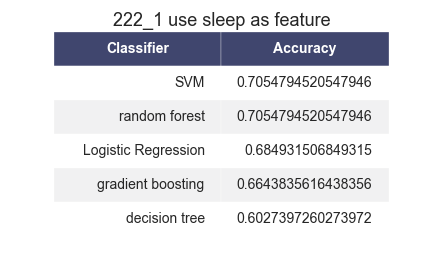 222_1 use sleep as feature
Classifier Accuracy
SVM 0.7054794520547946
random forest 0.7054794520547946
Logistic Regression 0.684931506849315
gradient boosting 0.6643835616438356
decision tree 0.6027397260273972